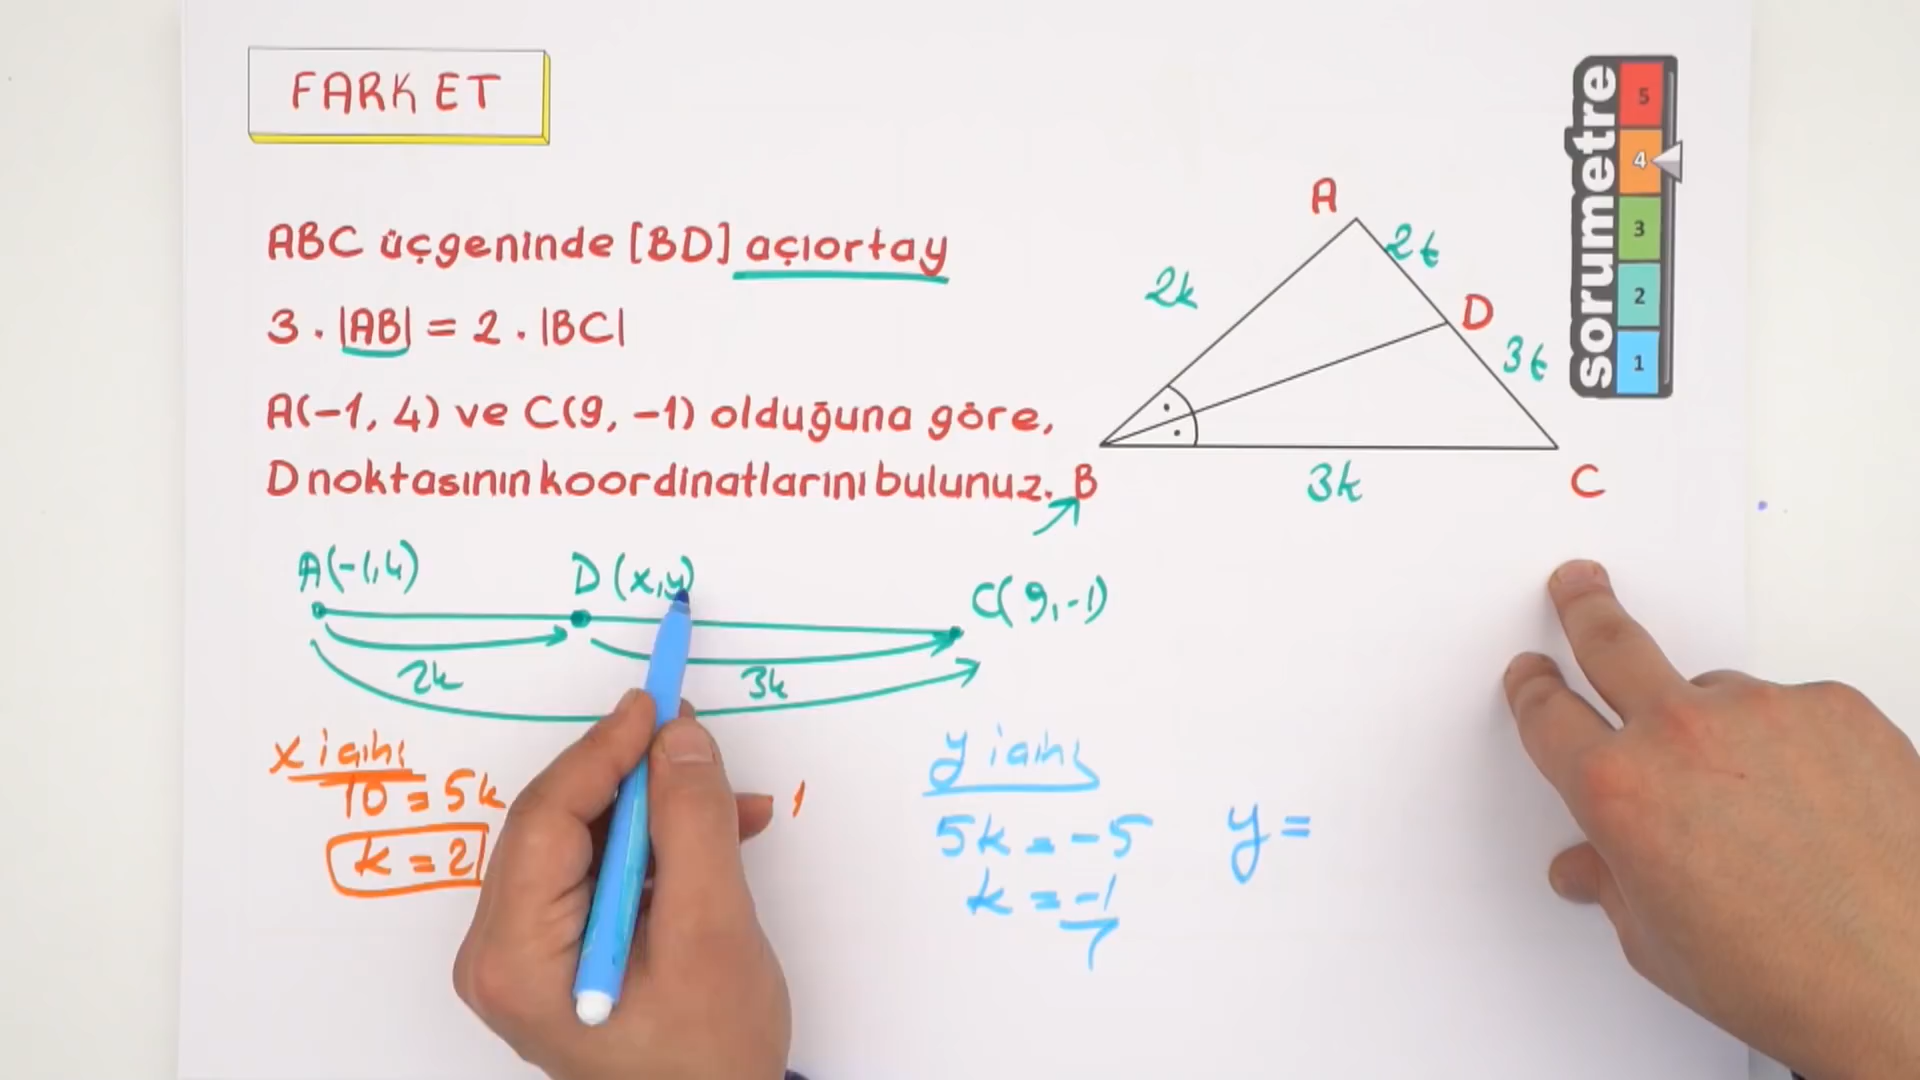 FARK ET
sorumetre
5
4
3
2
1
ABC üçgeninde [BD] açıortay
3 . |AB| = 2 . |BC|
A(-1, 4) ve C(9, -1) olduğuna göre,
D noktasının koordinatlarını bulunuz.
A
2t
2k
D
3t
B
3k
C
A(-1,4)
D(x,y)
C(9,-1)
2k
3k
x için
10 = 5k
k = 2
y için
5k = -5
k = -1
y =